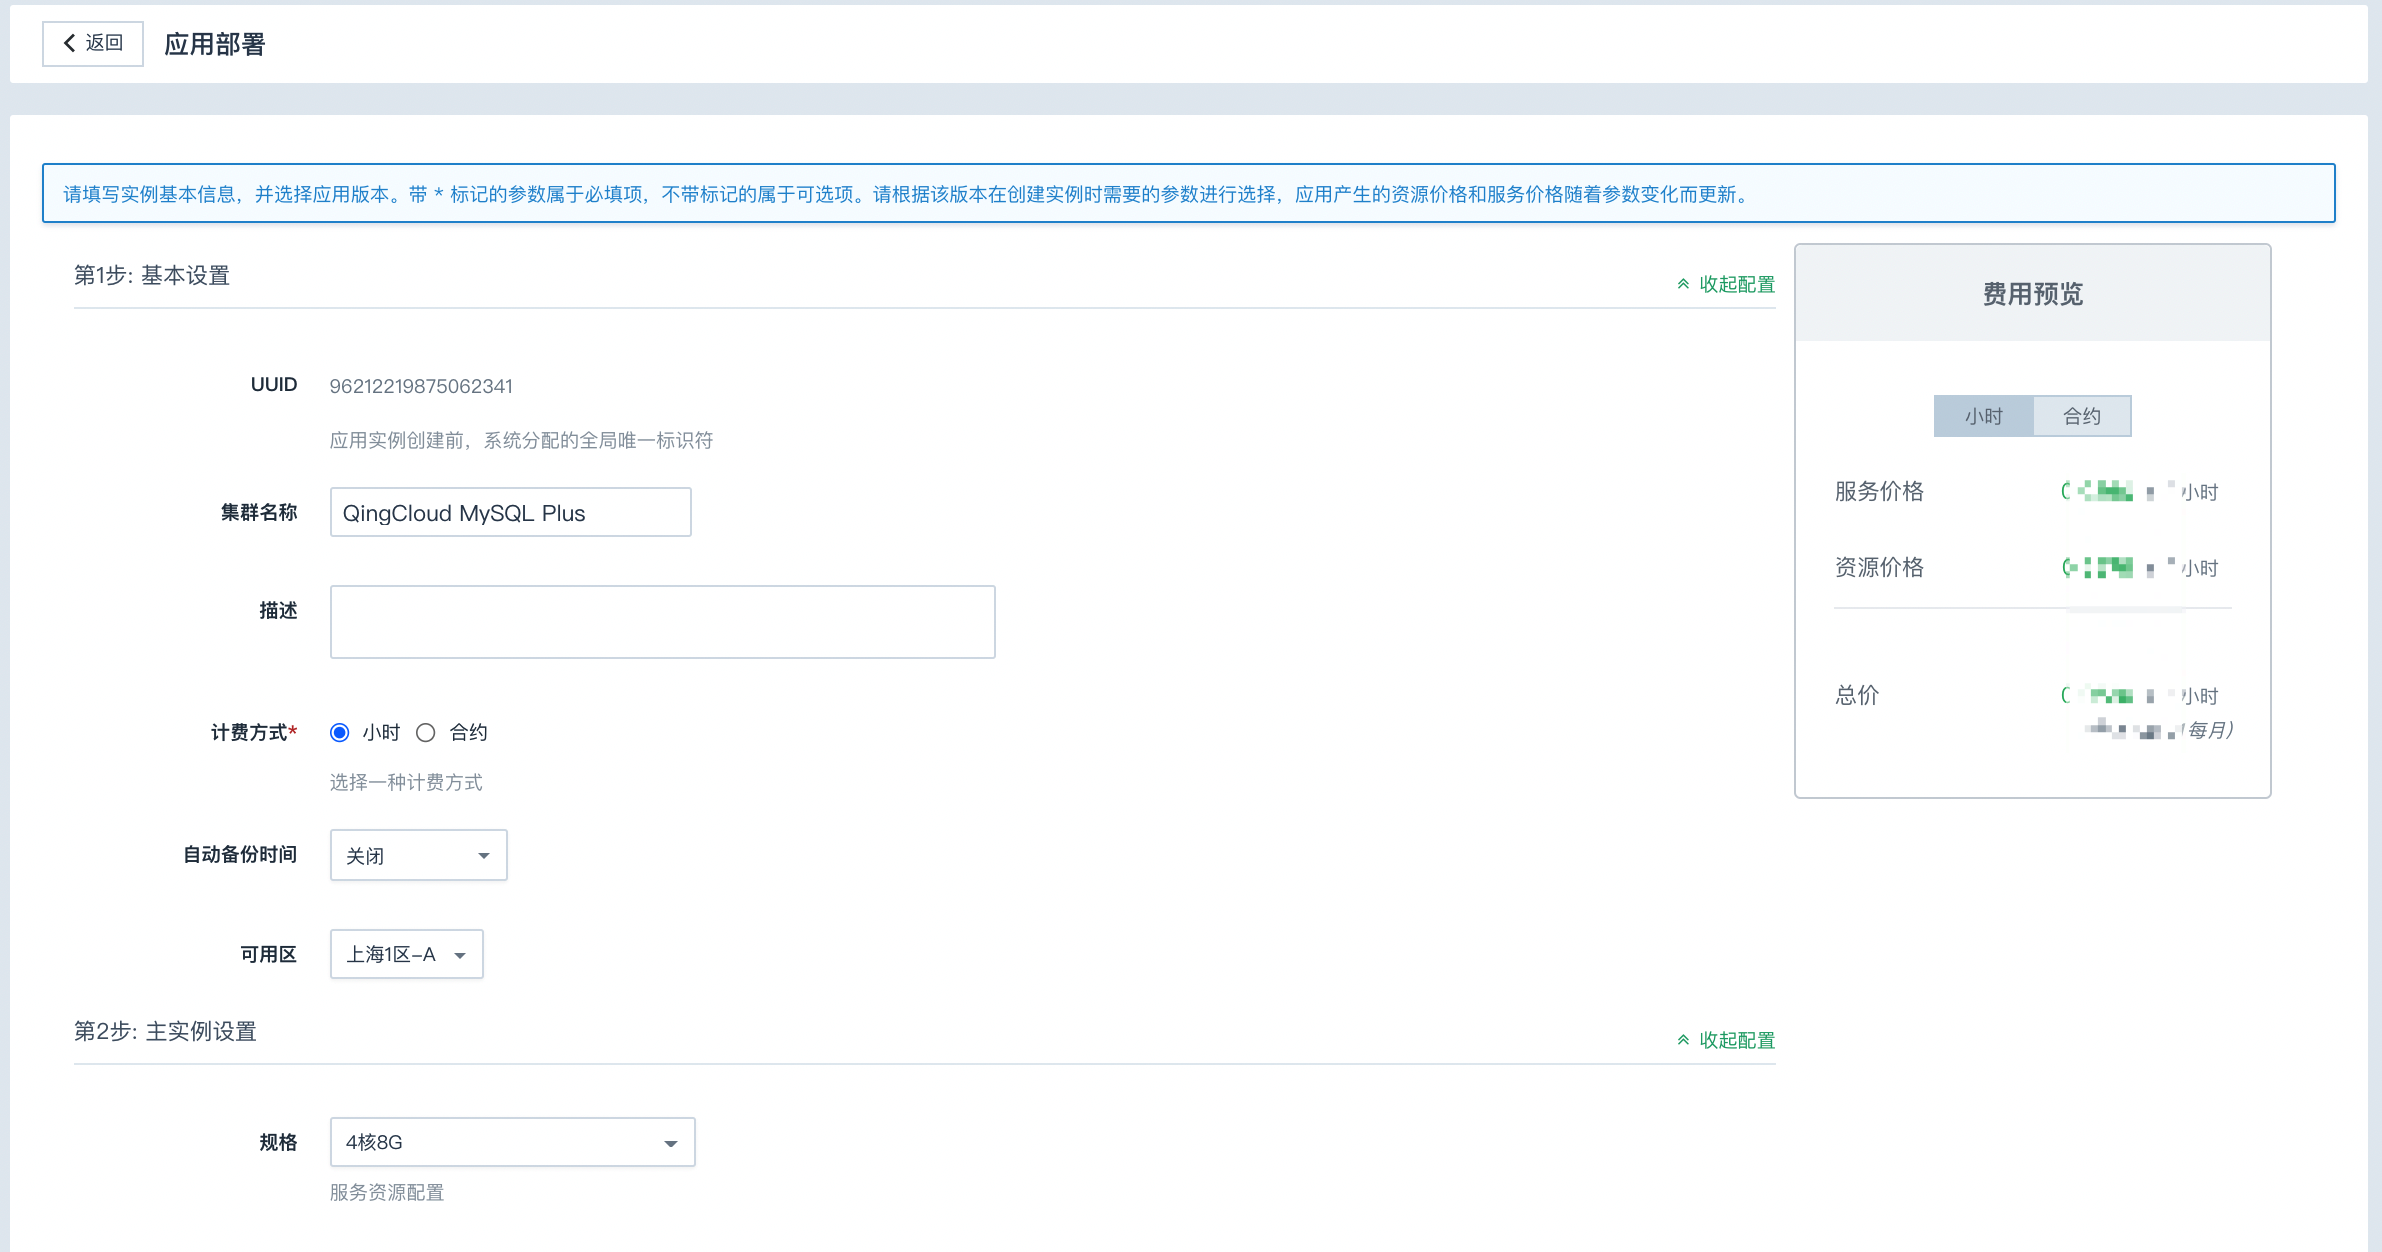 返回
应用部署
请填写实例基本信息，并选择应用版本。带 * 标记的参数属于必填项，不带标记的属于可选项。请根据该版本在创建实例时需要的参数进行选择，应用产生的资源价格和服务价格随着参数变化而更新。
第1步: 基本设置
收起配置
UUID
96212219875062341
应用实例创建前，系统分配的全局唯一标识符
集群名称
QingCloud MySQL Plus
描述
计费方式*
小时
合约
选择一种计费方式
自动备份时间
关闭
可用区
上海1区-A
第2步: 主实例设置
收起配置
规格
4核8G
服务资源配置
费用预览
小时
合约
服务价格
小时
资源价格
小时
总价
小时
每月)